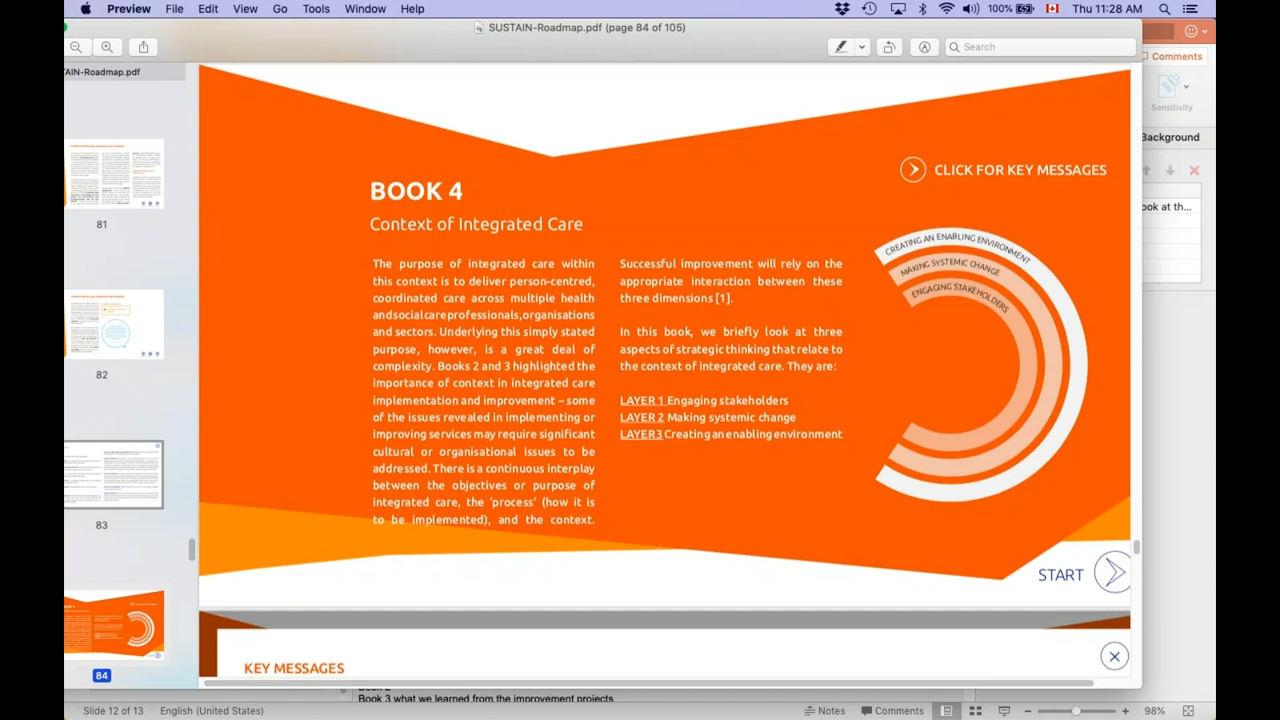 Preview File Edit View Go Tools Window Help
100% Thu 11:28 AM
SUSTAIN-Roadmap.pdf (page 84 of 105)
Search
Comments
Sensitivity
Background
ook at th...
AIN-Roadmap.pdf
81
82
83
84
BOOK 4
Context of Integrated Care
The purpose of integrated care within
this context is to deliver person-centred,
coordinated care across multiple health
and social care professionals, organisations
and sectors. Underlying this simply stated
purpose, however, is a great deal of
complexity. Books 2 and 3 highlighted the
importance of context in integrated care
implementation and improvement – some
of the issues revealed in implementing or
improving services may require significant
cultural or organisational issues to be
addressed. There is a continuous interplay
between the objectives or purpose of
integrated care, the 'process' (how it is
to be implemented), and the context.
Successful improvement will rely on the
appropriate interaction between these
three dimensions [1].
In this book, we briefly look at three
aspects of strategic thinking that relate to
the context of integrated care. They are:
LAYER 1 Engaging stakeholders
LAYER 2 Making systemic change
LAYER3 Creating an enabling environment
CLICK FOR KEY MESSAGES
CREATING AN ENABLING ENVIRONMENT
MAKING SYSTEMIC CHANGE
ENGAGING STAKEHOLDERS
START
KEY MESSAGES
Book 3 what we learned from the improvement projects
Slide 12 of 13 English (United States)
Notes Comments 98%